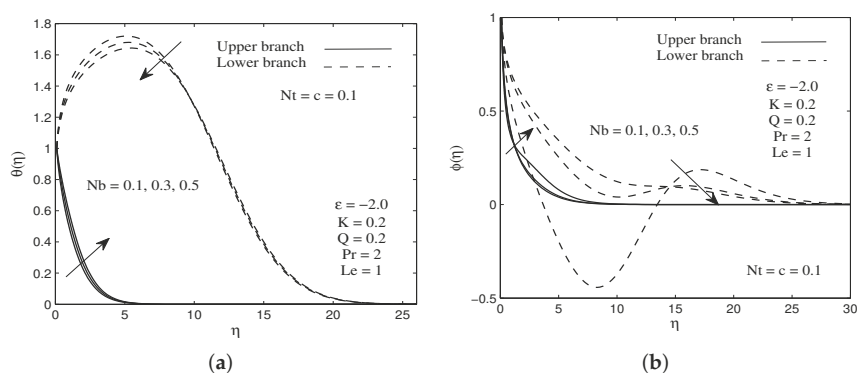 1.8
1.6
1.4
1.2
1
0.8
0.6
0.4
0.2
0
θ(η)
Upper branch
Lower branch
Nt = c = 0.1
Nb = 0.1, 0.3, 0.5
ε = −2.0
K = 0.2
Q = 0.2
Pr = 2
Le = 1
0 5 10 15 20 25
η
(a)
1
0.5
0
−0.5
ϕ(η)
Upper branch
Lower branch
ε = −2.0
K = 0.2
Q = 0.2
Pr = 2
Le = 1
Nb = 0.1, 0.3, 0.5
Nt = c = 0.1
0 5 10 15 20 25 30
η
(b)